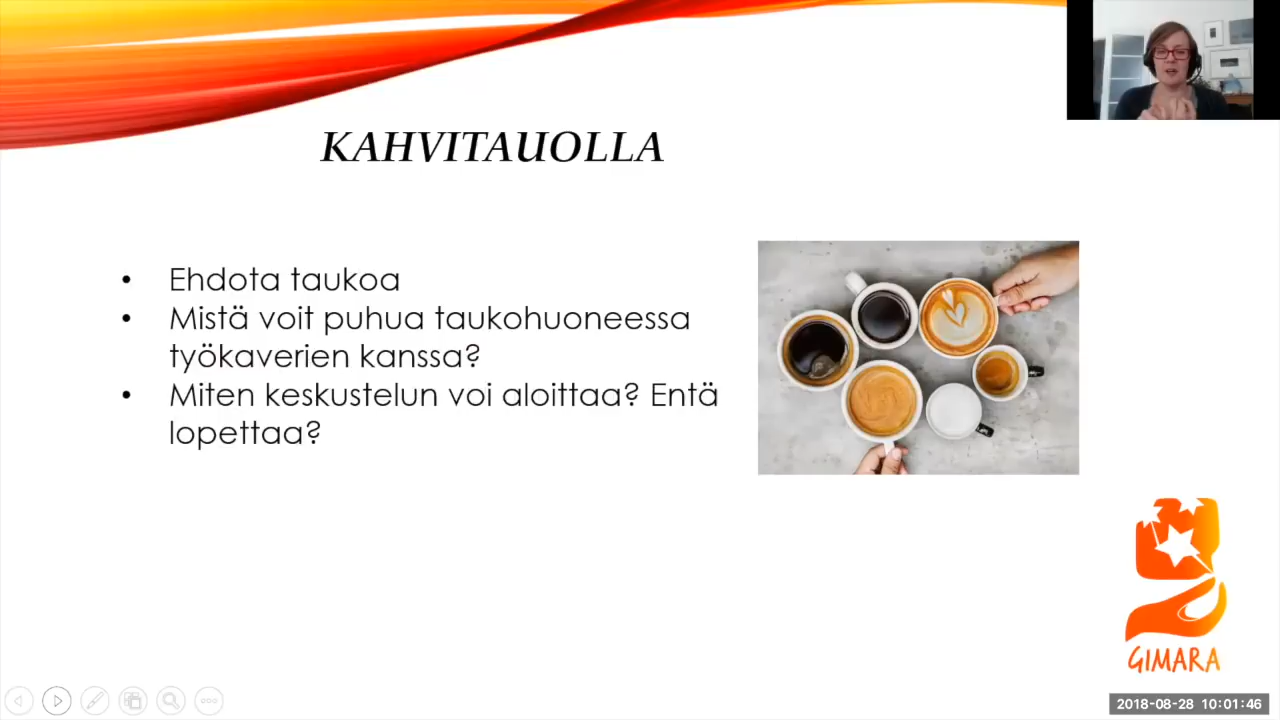 KAHVITAUOLLA
• Ehdota taukoa
• Mistä voit puhua taukohuoneessa
työkaverien kanssa?
• Miten keskustelun voi aloittaa? Entä
lopettaa?
GIMARA
2018-08-28 10:01:46